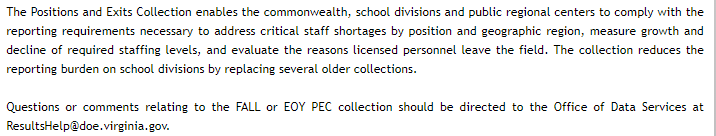 The Positions and Exits Collection enables the commonwealth, school divisions and public regional centers to comply with the
reporting requirements necessary to address critical staff shortages by position and geographic region, measure growth and
decline of required staffing levels, and evaluate the reasons licensed personnel leave the field. The collection reduces the
reporting burden on school divisions by replacing several older collections.
Questions or comments relating to the FALL or EOY PEC collection should be directed to the Office of Data Services at
ResultsHelp@doe.virginia.gov.